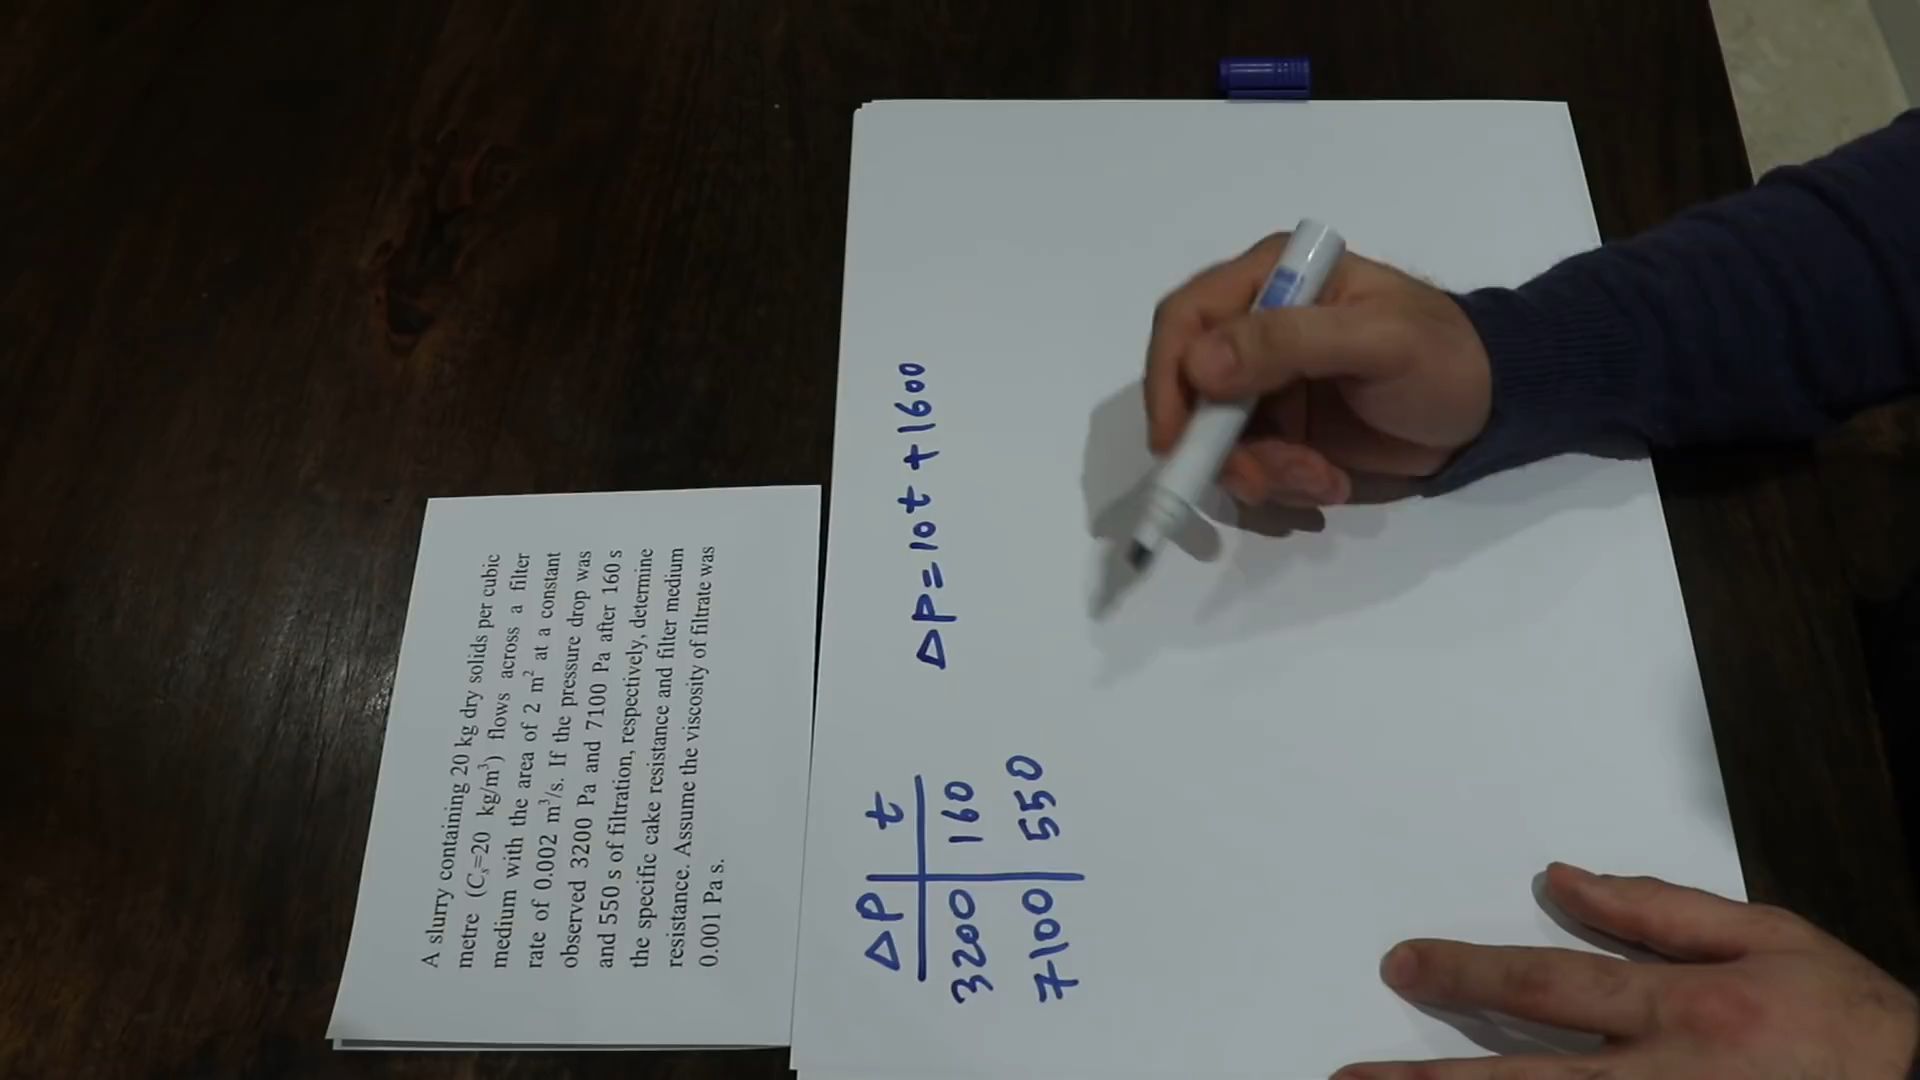 A slurry containing 20 kg dry solids per cubic
metre (Cs=20 kg/m³) flows across a filter
medium with the area of 2 m² at a constant
rate of 0.002 m³/s. If the pressure drop was
observed 3200 Pa and 7100 Pa after 160 s
and 550 s of filtration, respectively, determine
the specific cake resistance and filter medium
resistance. Assume the viscosity of filtrate was
0.001 Pa s.
ΔP t
3200 160
7100 550
ΔP=10t+1600